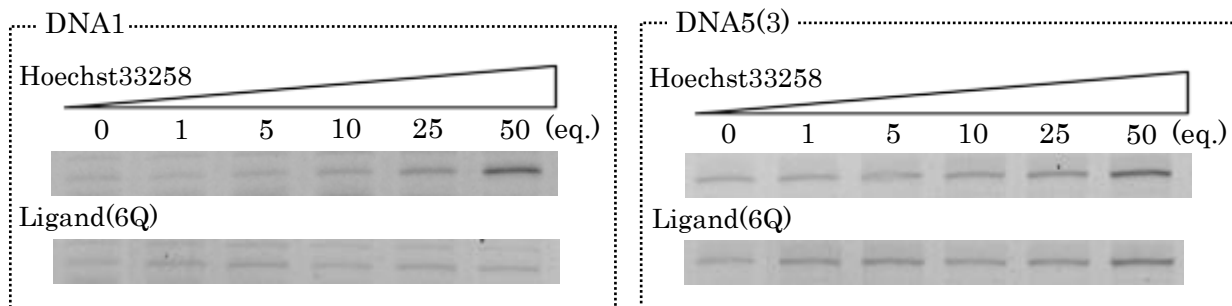 DNA1
Hoechst33258
0 1 5 10 25 50 (eq.)
Ligand(6Q)
DNA5(3)
Hoechst33258
0 1 5 10 25 50 (eq.)
Ligand(6Q)